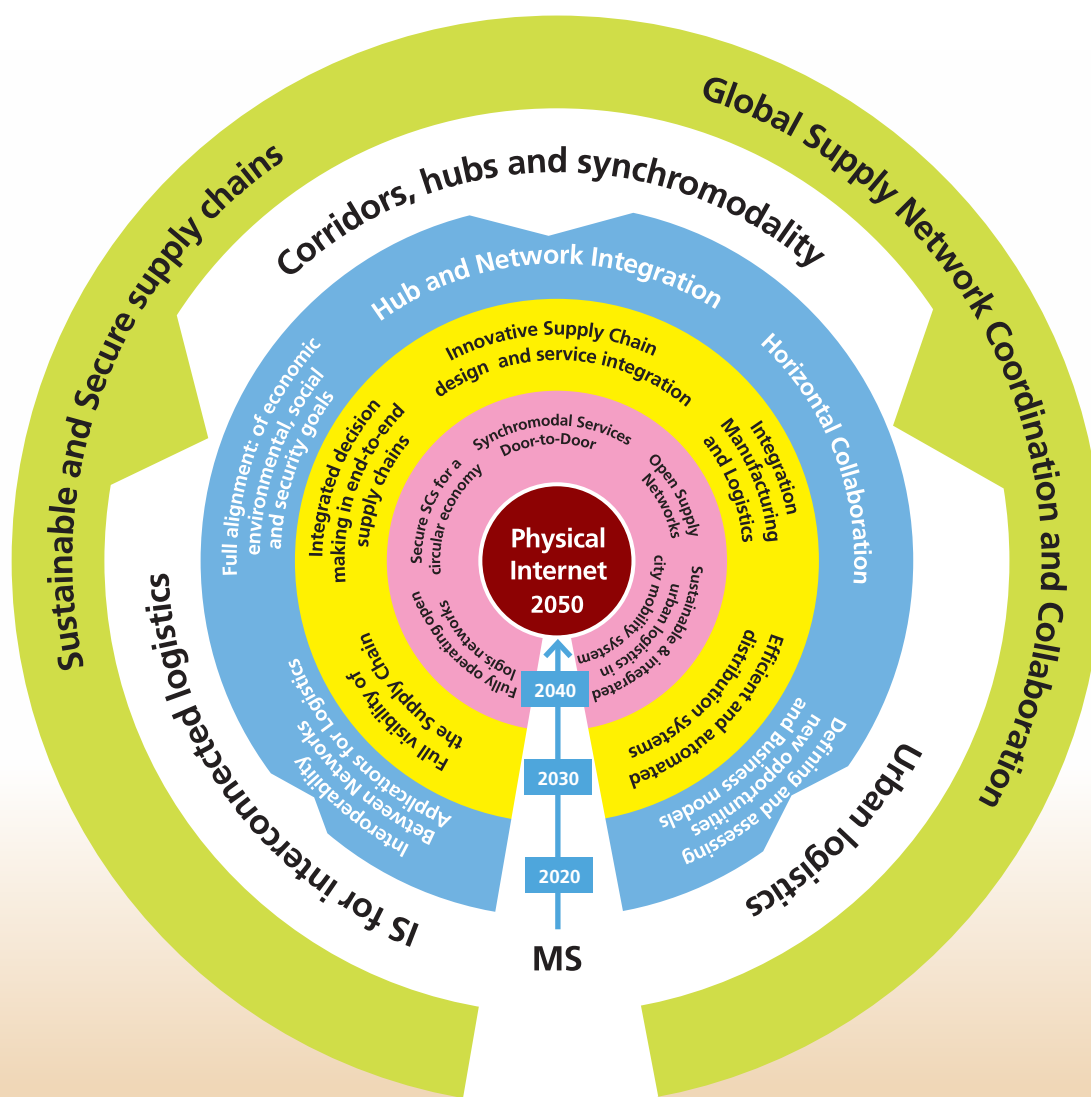 Sustainable and Secure supply chains
Global Supply Network Coordination and Collaboration
Corridors, hubs and synchromodality
IS for interconnected logistics
Urban logistics
Hub and Network Integration
Full alignment: of economic
environmental, social
and security goals
Horizontal Collaboration
Interoperability
Between Networks
Applications for Logistics
Defining and assessing
new opportunities
and Business models
Innovative Supply Chain
design and service integration
Integrated decision
making in end-to-end
supply chains
Integration
Manufacturing
and Logistics
Full visibility of
the Supply Chain
Efficient and automated
distribution systems
Synchromodal Services
Door-to-Door
Secure SCs for a
circular economy
Open Supply
Networks
Fully operating open
logis networks
Sustainable & integrated
urban logistics in
city mobility system
Physical
Internet
2050
2040
2030
2020
MS